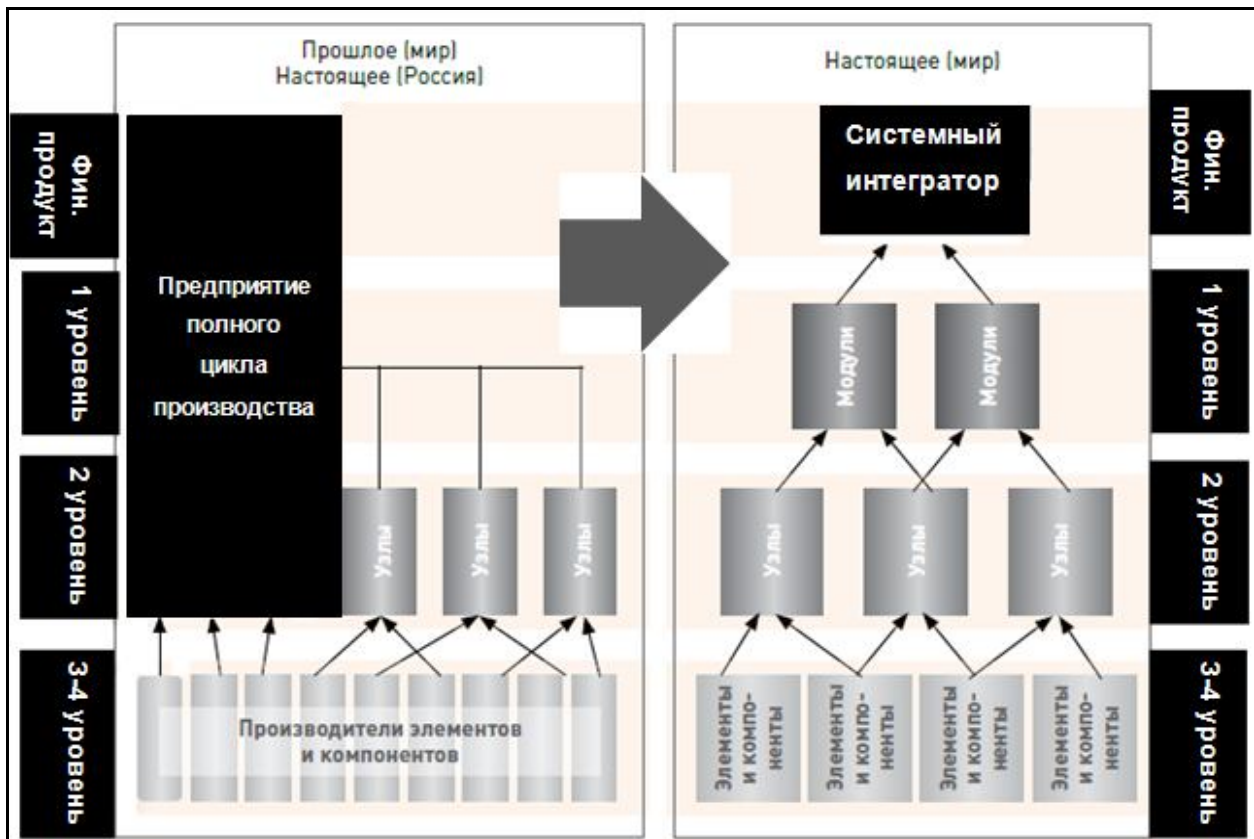 Прошлое (мир)
Настоящее (Россия)
Настоящее (мир)
Фин.
продукт
1 уровень
2 уровень
3-4 уровень
Предприятие
полного
цикла
производства
Узлы
Узлы
Узлы
Производители элементов
и компонентов
Системный
интегратор
Модули
Модули
Узлы
Узлы
Узлы
Элементы
и компо-
ненты
Элементы
и компо-
ненты
Элементы
и компо-
ненты
Элементы
и компо-
ненты
Фин.
продукт
1 уровень
2 уровень
3-4 уровень